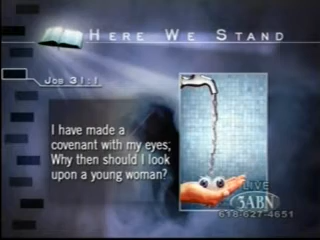 HERE WE STAND
JOB 31:1
I have made a
covenant with my eyes;
Why then should I look
upon a young woman?
LIVE
3ABN
618-627-4651